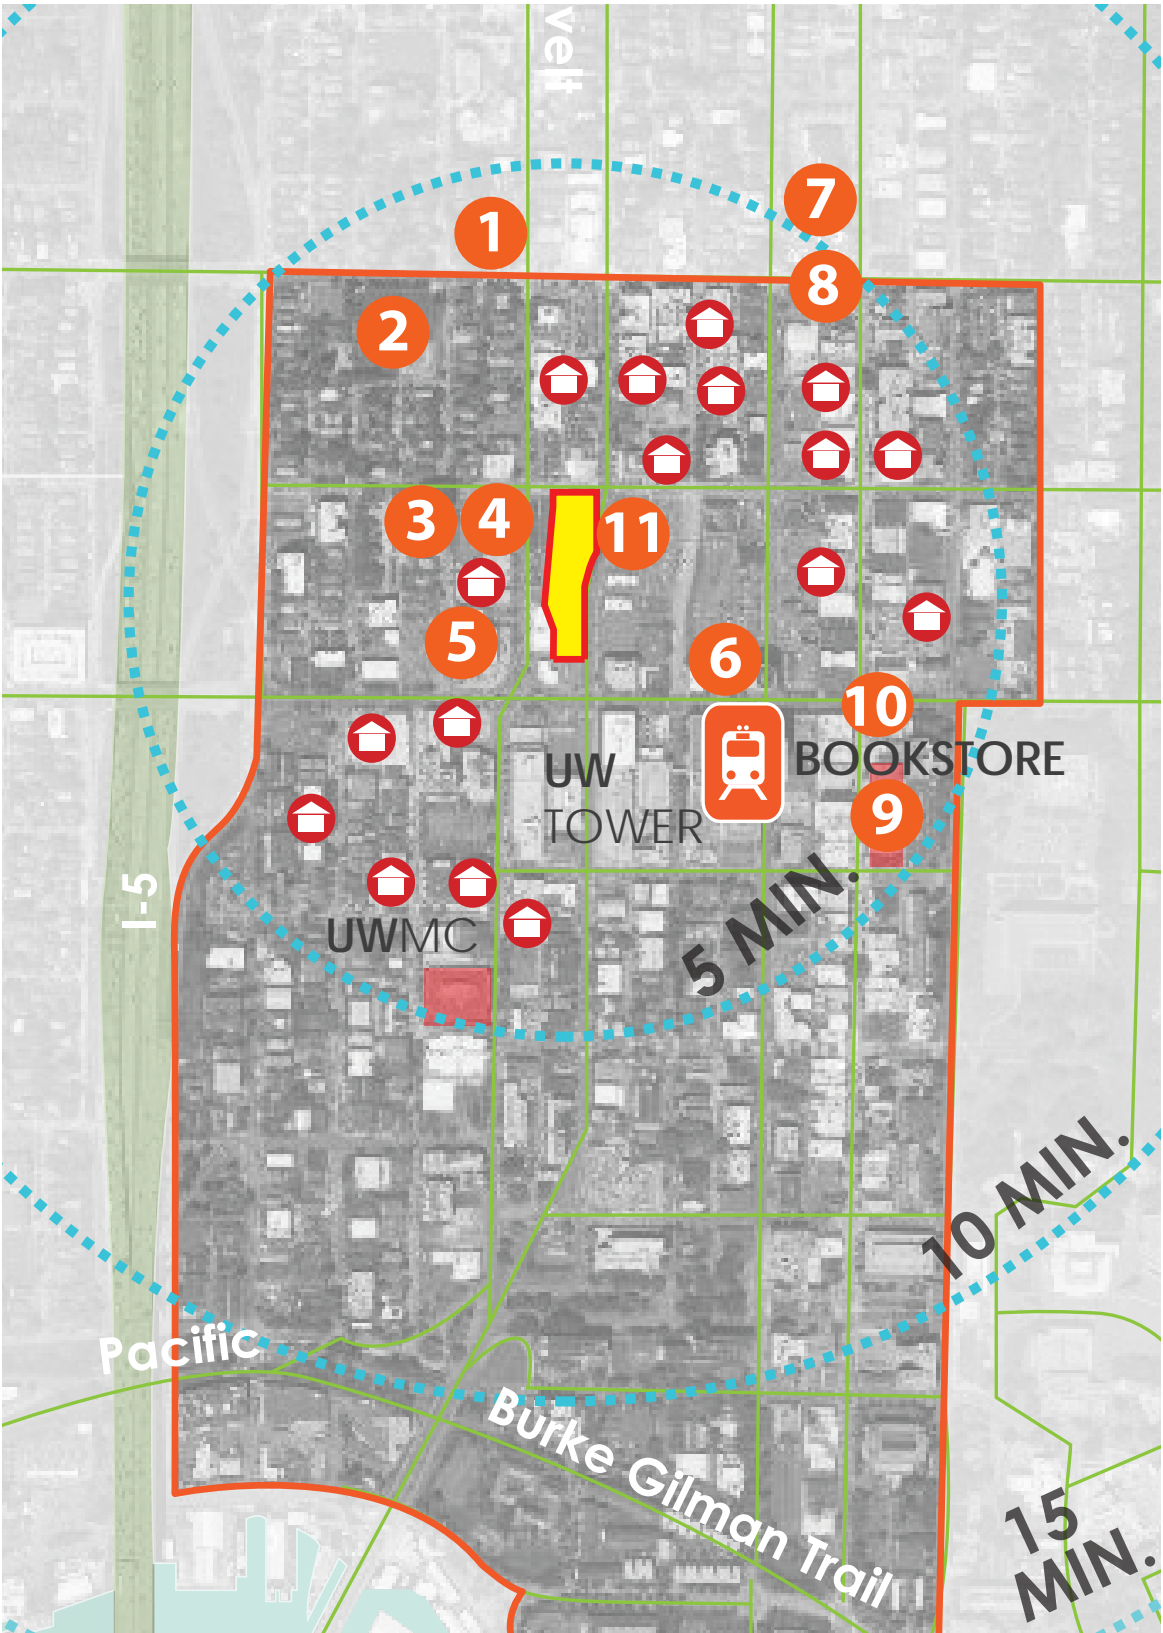 velt
7
1
8
2
3
4
11
5
6
10
BOOKSTORE
UW
TOWER
9
5 MIN.
I-5
UWMC
10 MIN.
Pacific
Burke Gilman Trail
15
MIN.